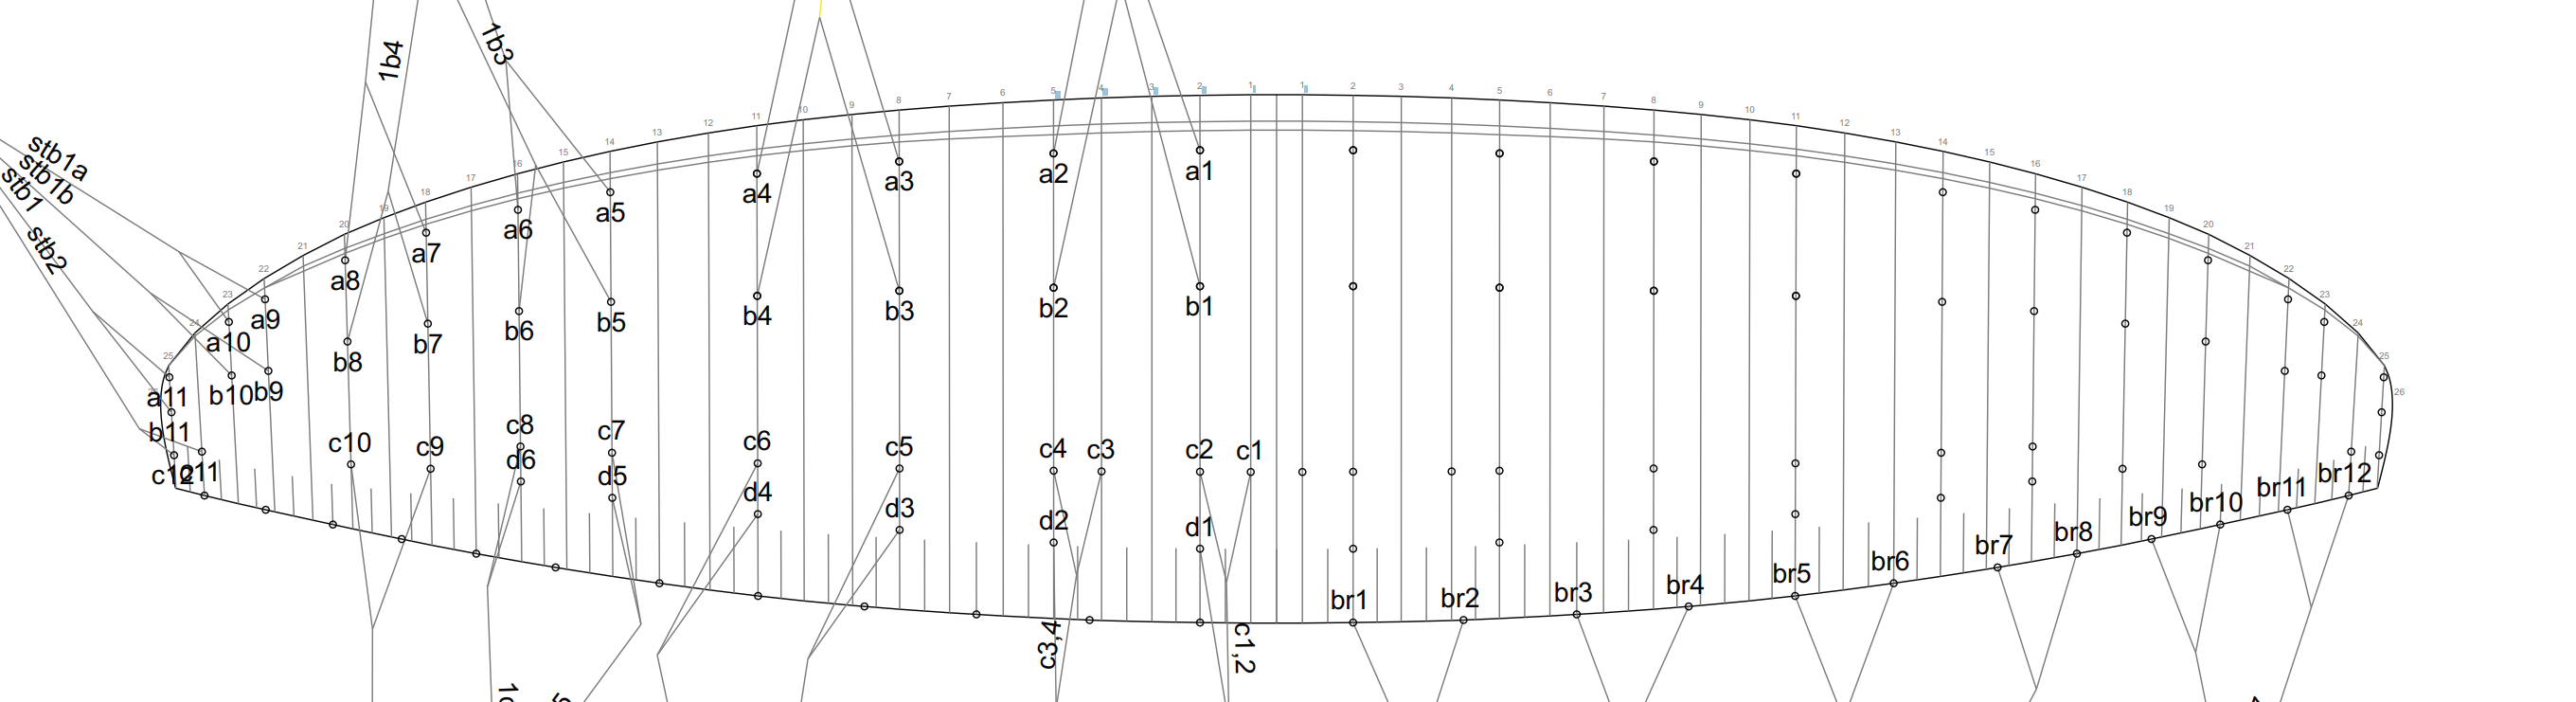 1b4
1b3
stb1a
stb1b
stb1
stb2
25 24 23 22 21 20 19 18 17 16 15 14 13 12 11 10 9 8 7 6 5 4 3 2 1 1 2 3 4 5 6 7 8 9 10 11 12 13 14 15 16 17 18 19 20 21 22 23 24 25 26
a11 a10 a9 a8 a7 a6 a5 a4 a3 a2 a1
b11 b10 b9 b8 b7 b6 b5 b4 b3 b2 b1
c12 c11 c10 c9 c8 c7 c6 c5 c4 c3 c2 c1
d6 d5 d4 d3 d2 d1
br1 br2 br3 br4 br5 br6 br7 br8 br9 br10 br11 br12
c3,4
c1,2